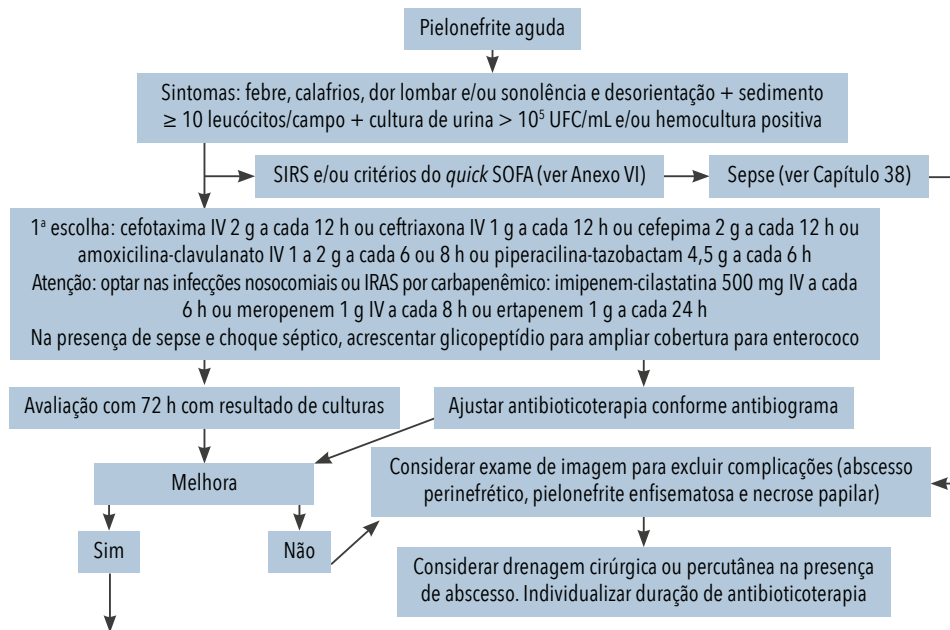 Pielonefrite aguda
Sintomas: febre, calafrios, dor lombar e/ou sonolência e desorientação + sedimento
≥ 10 leucócitos/campo + cultura de urina > 10⁵ UFC/mL e/ou hemocultura positiva
SIRS e/ou critérios do quick SOFA (ver Anexo VI)
Sepse (ver Capítulo 38)
1ª escolha: cefotaxima IV 2 g a cada 12 h ou ceftriaxona IV 1 g a cada 12 h ou cefepima 2 g a cada 12 h ou
amoxicilina-clavulanato IV 1 a 2 g a cada 6 ou 8 h ou piperacilina-tazobactam 4,5 g a cada 6 h
Atenção: optar nas infecções nosocomiais ou IRAS por carbapenêmico: imipenem-cilastatina 500 mg IV a cada
6 h ou meropenem 1 g IV a cada 8 h ou ertapenem 1 g a cada 24 h
Na presença de sepse e choque séptico, acrescentar glicopeptídio para ampliar cobertura para enterococo
Avaliação com 72 h com resultado de culturas
Ajustar antibioticoterapia conforme antibiograma
Melhora
Considerar exame de imagem para excluir complicações (abscesso
perinefrético, pielonefrite enfisematosa e necrose papilar)
Sim
Não
Considerar drenagem cirúrgica ou percutânea na presença
de abscesso. Individualizar duração de antibioticoterapia